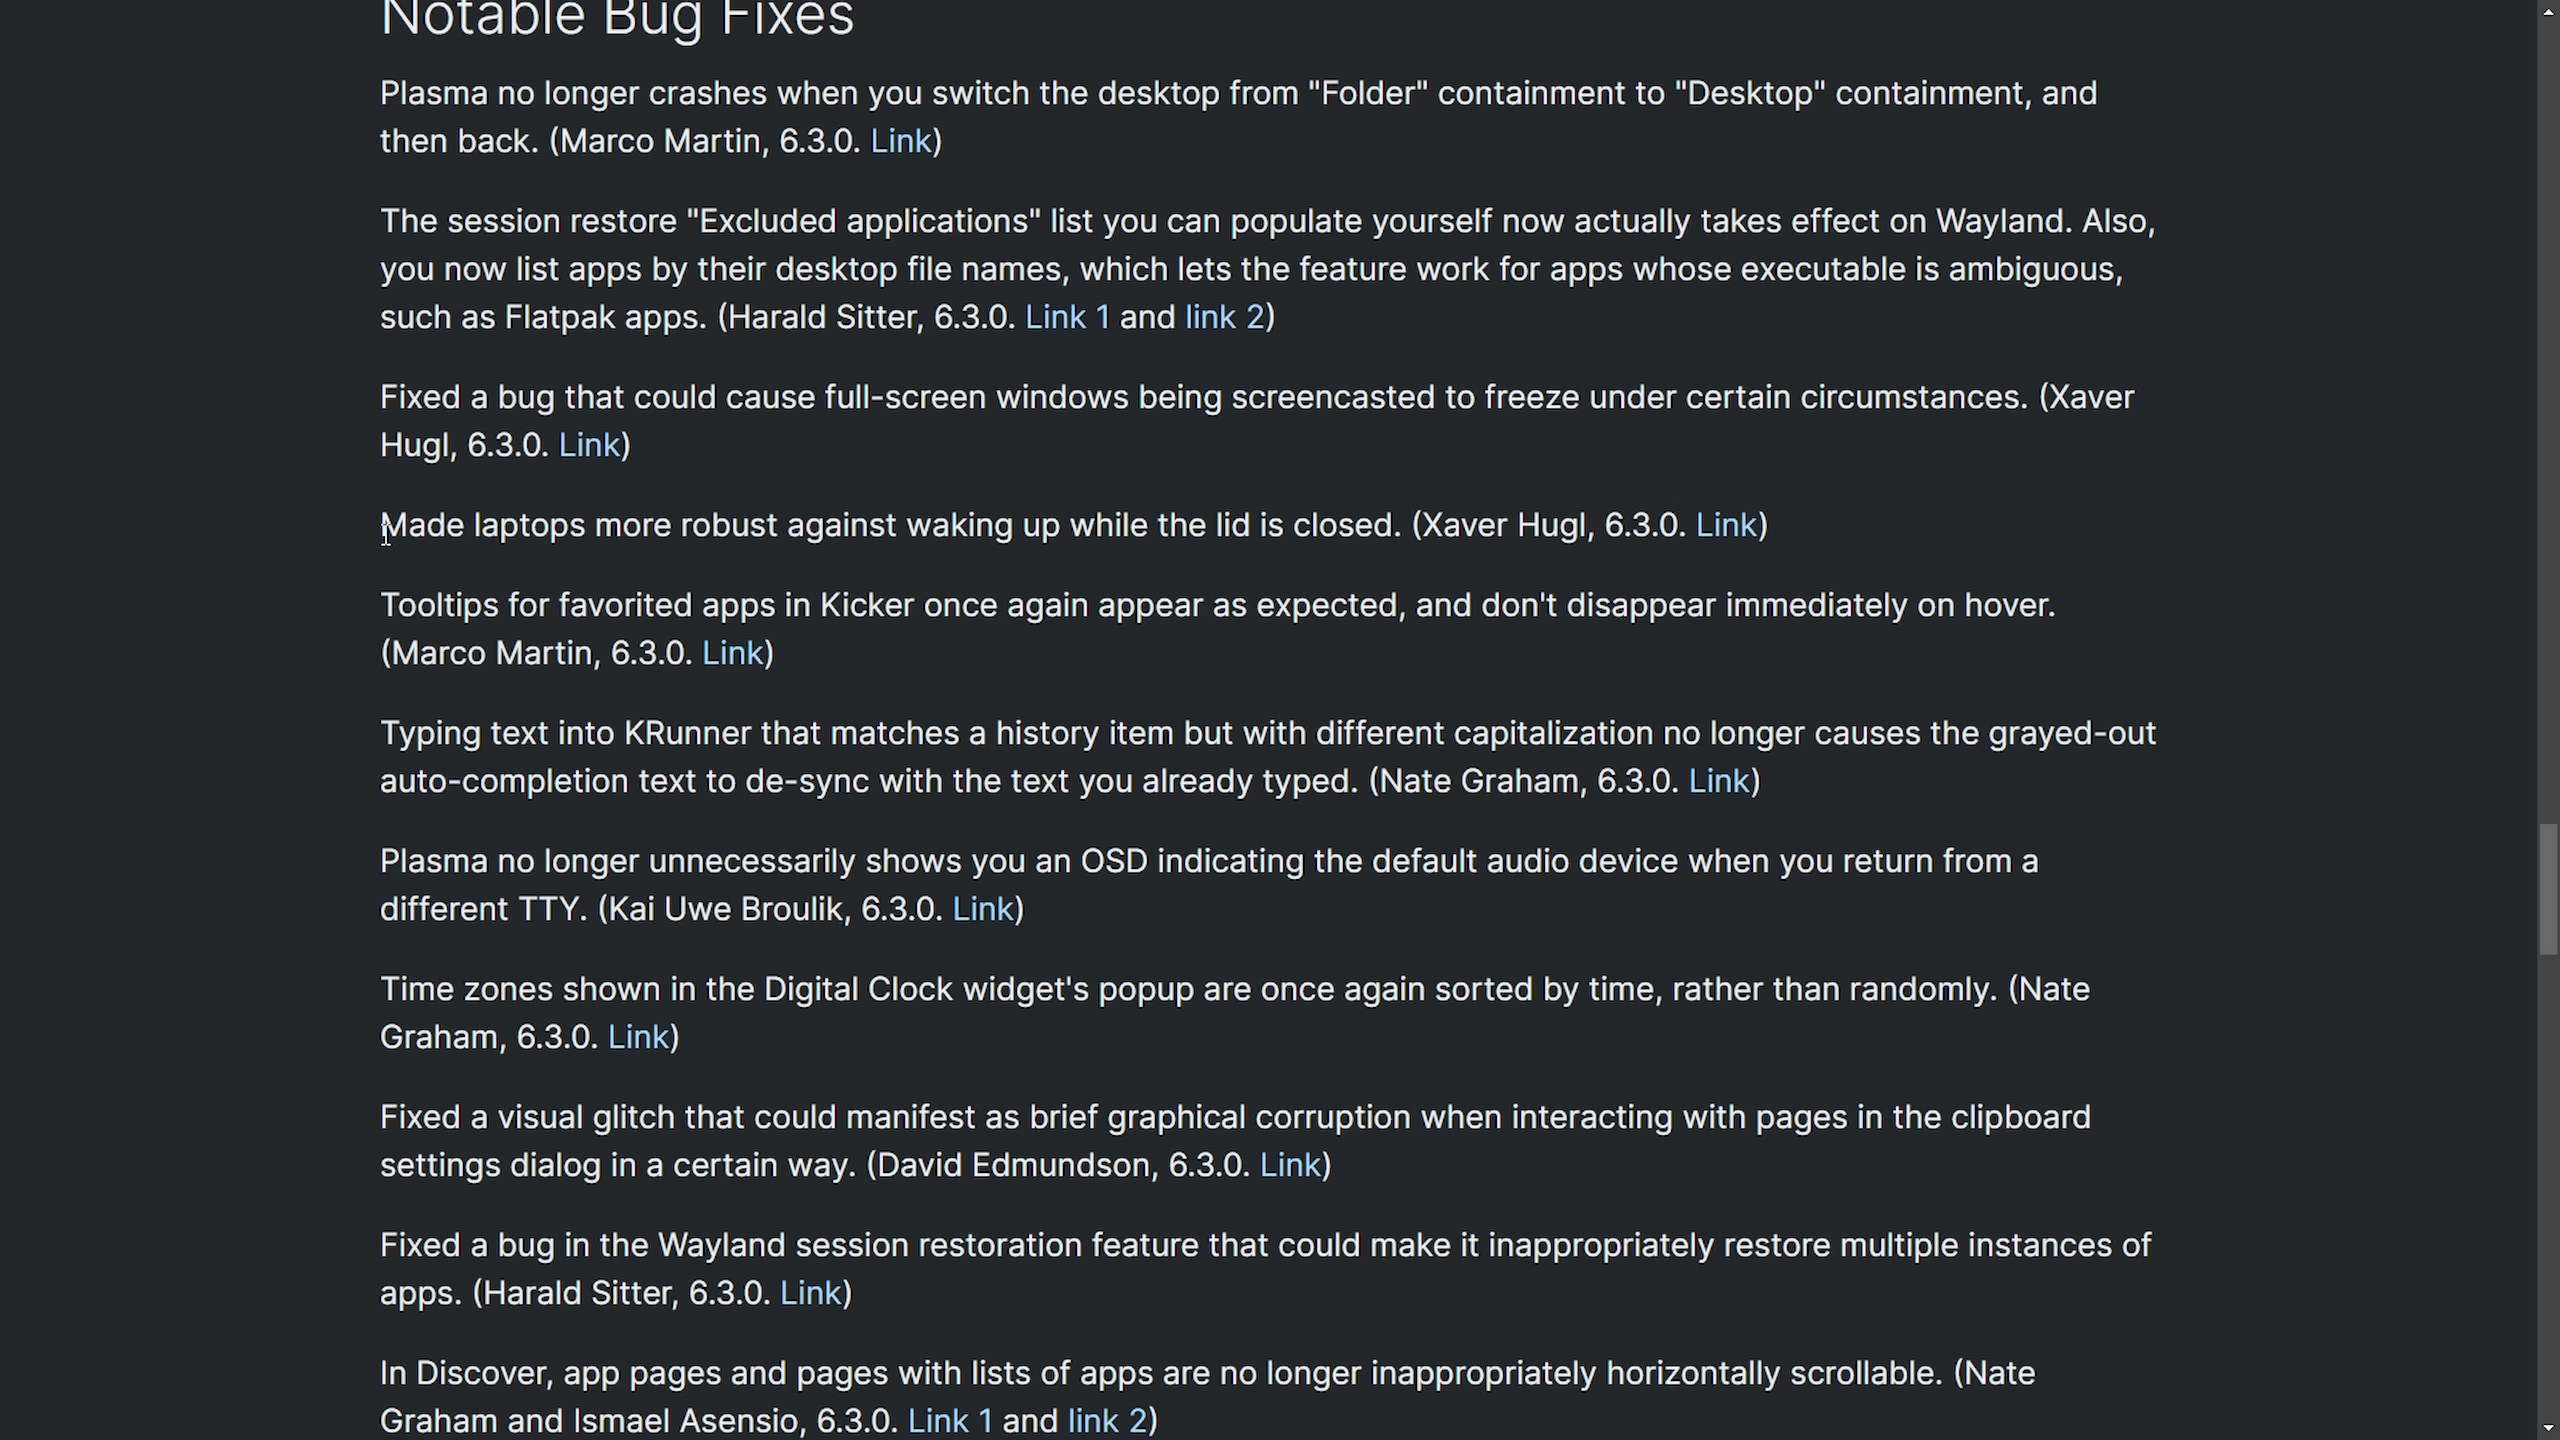 Notable Bug Fixes
Plasma no longer crashes when you switch the desktop from "Folder" containment to "Desktop" containment, and
then back. (Marco Martin, 6.3.0. Link)
The session restore "Excluded applications" list you can populate yourself now actually takes effect on Wayland. Also,
you now list apps by their desktop file names, which lets the feature work for apps whose executable is ambiguous,
such as Flatpak apps. (Harald Sitter, 6.3.0. Link 1 and link 2)
Fixed a bug that could cause full-screen windows being screencasted to freeze under certain circumstances. (Xaver
Hugl, 6.3.0. Link)
Made laptops more robust against waking up while the lid is closed. (Xaver Hugl, 6.3.0. Link)
Tooltips for favorited apps in Kicker once again appear as expected, and don't disappear immediately on hover.
(Marco Martin, 6.3.0. Link)
Typing text into KRunner that matches a history item but with different capitalization no longer causes the grayed-out
auto-completion text to de-sync with the text you already typed. (Nate Graham, 6.3.0. Link)
Plasma no longer unnecessarily shows you an OSD indicating the default audio device when you return from a
different TTY. (Kai Uwe Broulik, 6.3.0. Link)
Time zones shown in the Digital Clock widget's popup are once again sorted by time, rather than randomly. (Nate
Graham, 6.3.0. Link)
Fixed a visual glitch that could manifest as brief graphical corruption when interacting with pages in the clipboard
settings dialog in a certain way. (David Edmundson, 6.3.0. Link)
Fixed a bug in the Wayland session restoration feature that could make it inappropriately restore multiple instances of
apps. (Harald Sitter, 6.3.0. Link)
In Discover, app pages and pages with lists of apps are no longer inappropriately horizontally scrollable. (Nate
Graham and Ismael Asensio, 6.3.0. Link 1 and link 2)